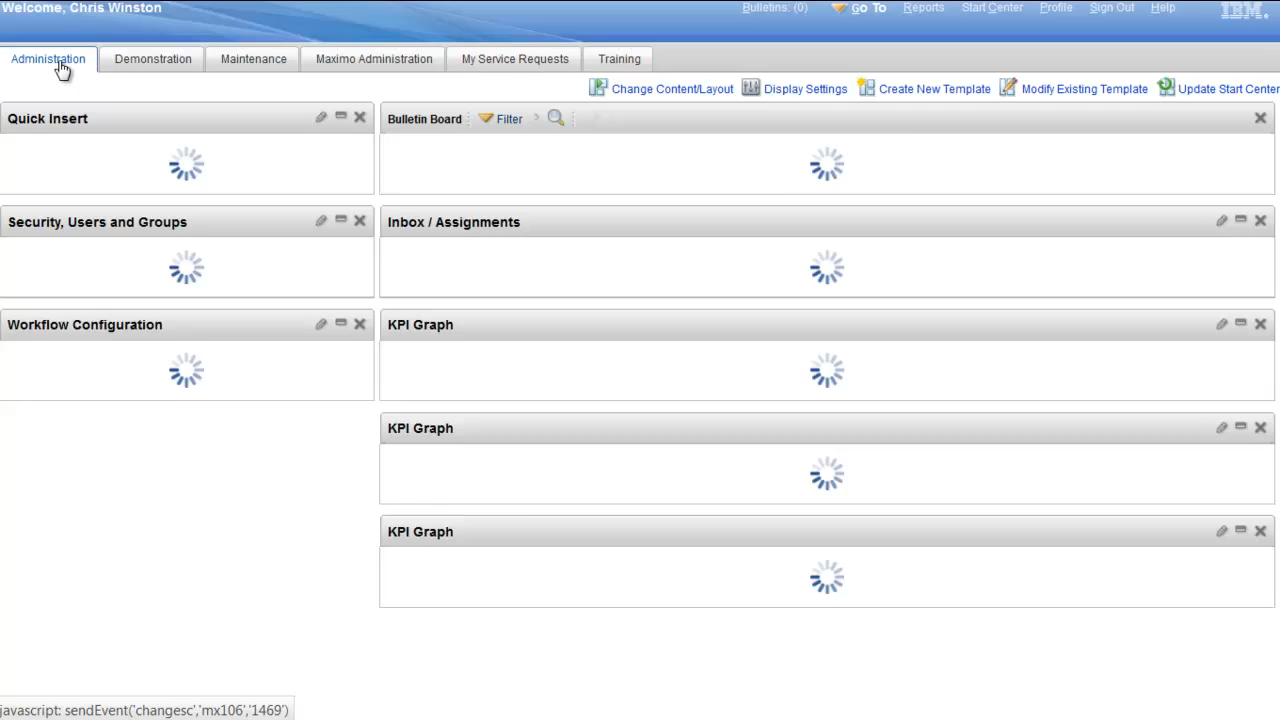 Welcome, Chris Winston
Bulletins: (0) Go To Reports Start Center Profile Sign Out Help IBM.
Administration Demonstration Maintenance Maximo Administration My Service Requests Training
Change Content/Layout Display Settings Create New Template Modify Existing Template Update Start Center
Quick Insert
Bulletin Board Filter
Security, Users and Groups
Inbox / Assignments
Workflow Configuration
KPI Graph
KPI Graph
KPI Graph
javascript: sendEvent('changesc','mx106','1469')